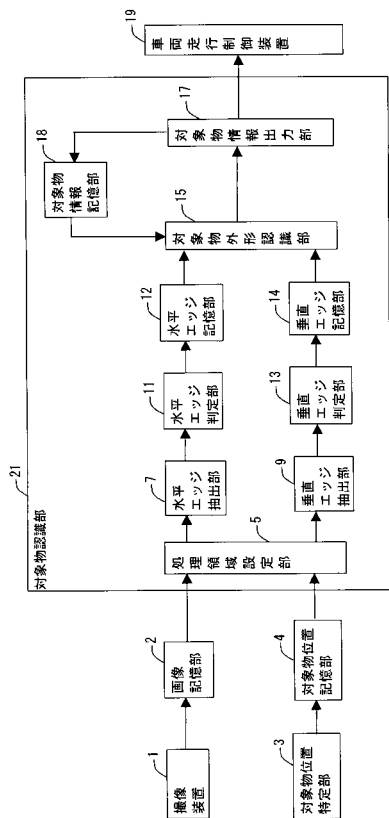 21
対象物認識部
1
撮像
装置
2
画像
記憶部
3
対象物位置
特定部
4
対象物位置
記憶部
5
処理領域設定部
7
水平
エッジ
抽出部
11
水平
エッジ
判定部
12
水平
エッジ
記憶部
9
垂直
エッジ
抽出部
13
垂直
エッジ
判定部
14
垂直
エッジ
記憶部
15
対象物外形認識部
18
対象物
情報
記憶部
17
対象物情報出力部
19
車両走行制御装置